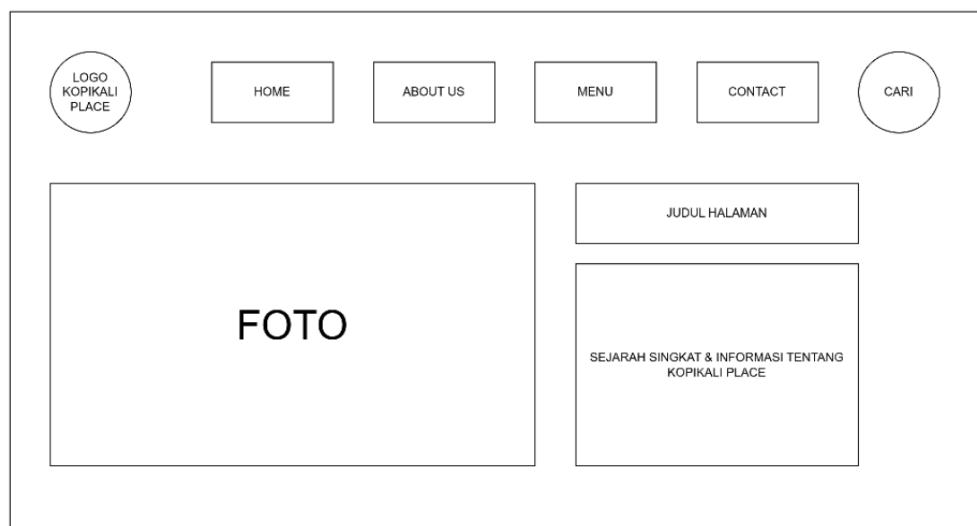 LOGO
KOPIKALI
PLACE
HOME
ABOUT US
MENU
CONTACT
CARI
FOTO
JUDUL HALAMAN
SEJARAH SINGKAT & INFORMASI TENTANG
KOPIKALI PLACE